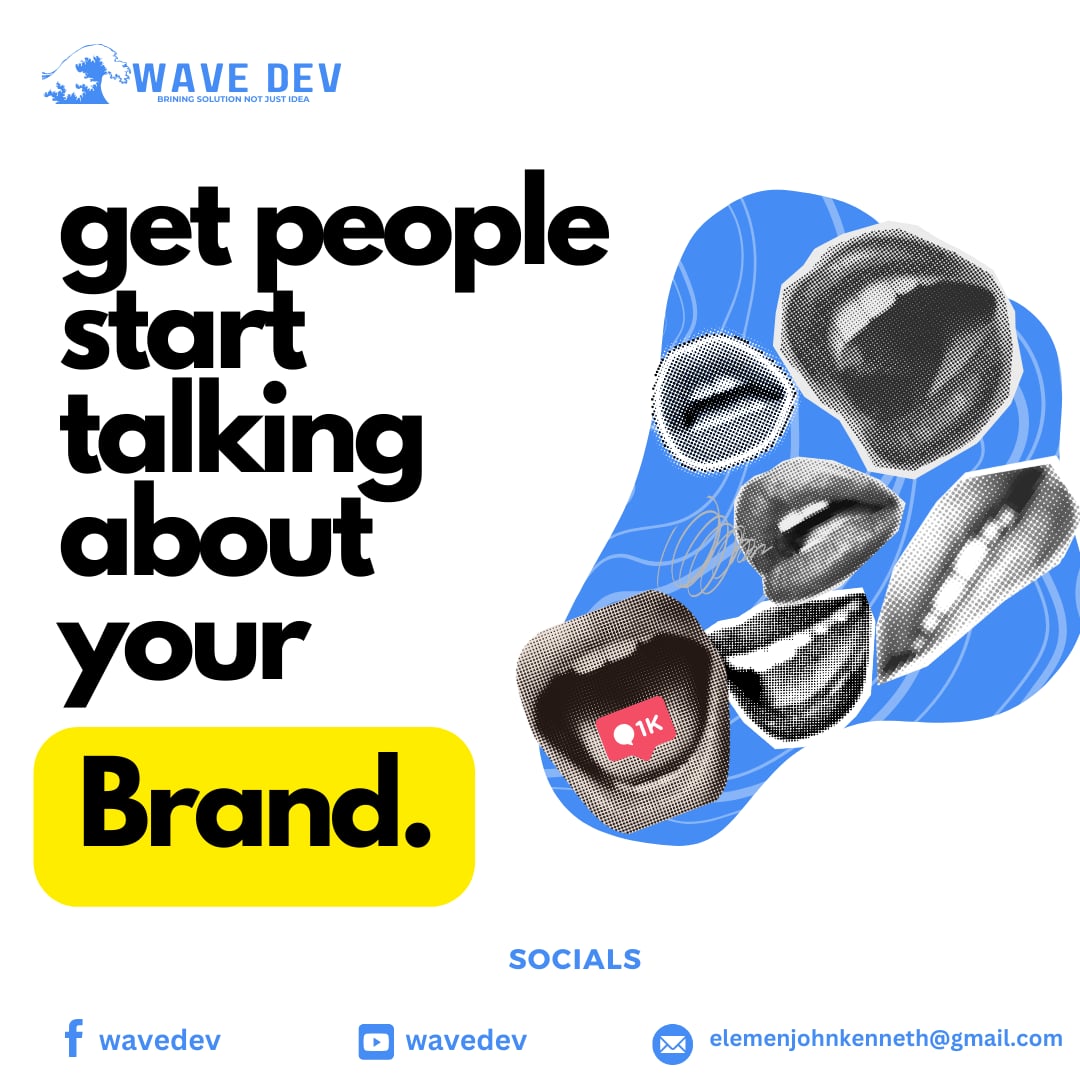 WAVE DEV
BRINING SOLUTION NOT JUST IDEA
get people
start
talking
about
your
Brand.
1K
SOCIALS
wavedev
wavedev
elemenjohnkenneth@gmail.com